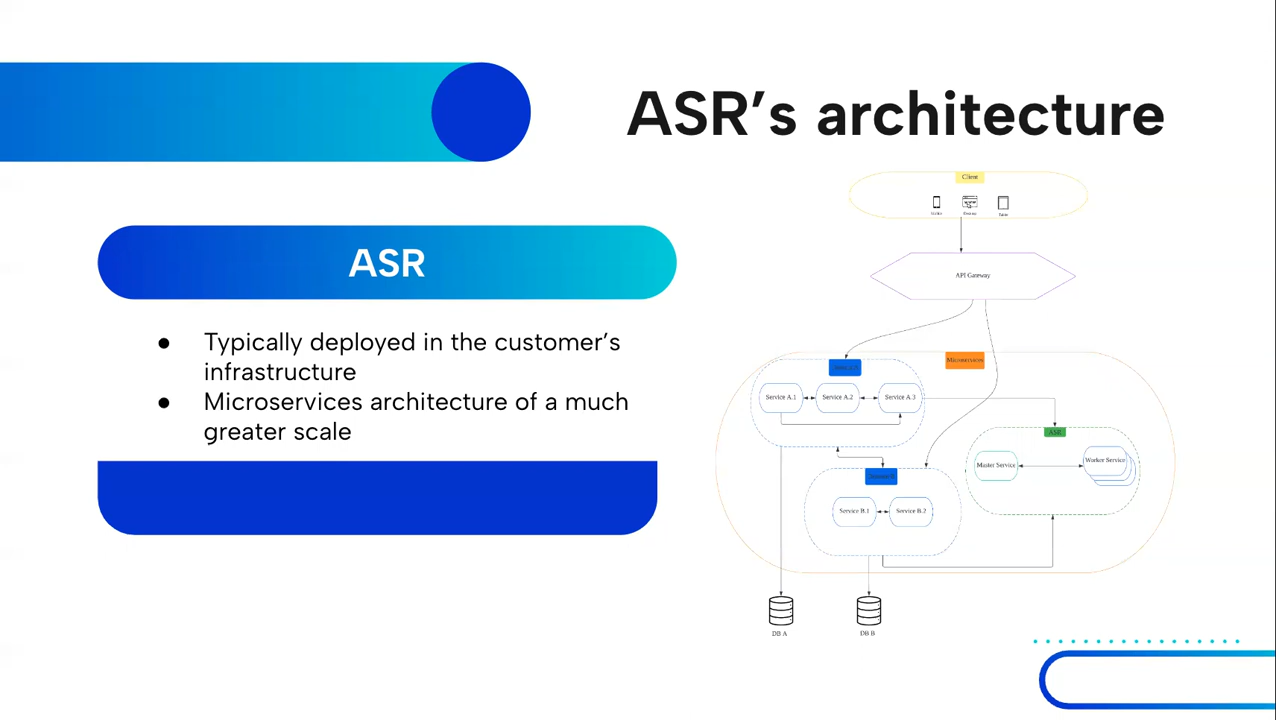 ASR’s architecture
ASR
● Typically deployed in the customer’s
infrastructure
● Microservices architecture of a much
greater scale
Client
API Gateway
Microservices
Service A.1
Service A.2
Service A.3
ASR
Master Service
Worker Service
Service B.1
Service B.2
DB A
DB B